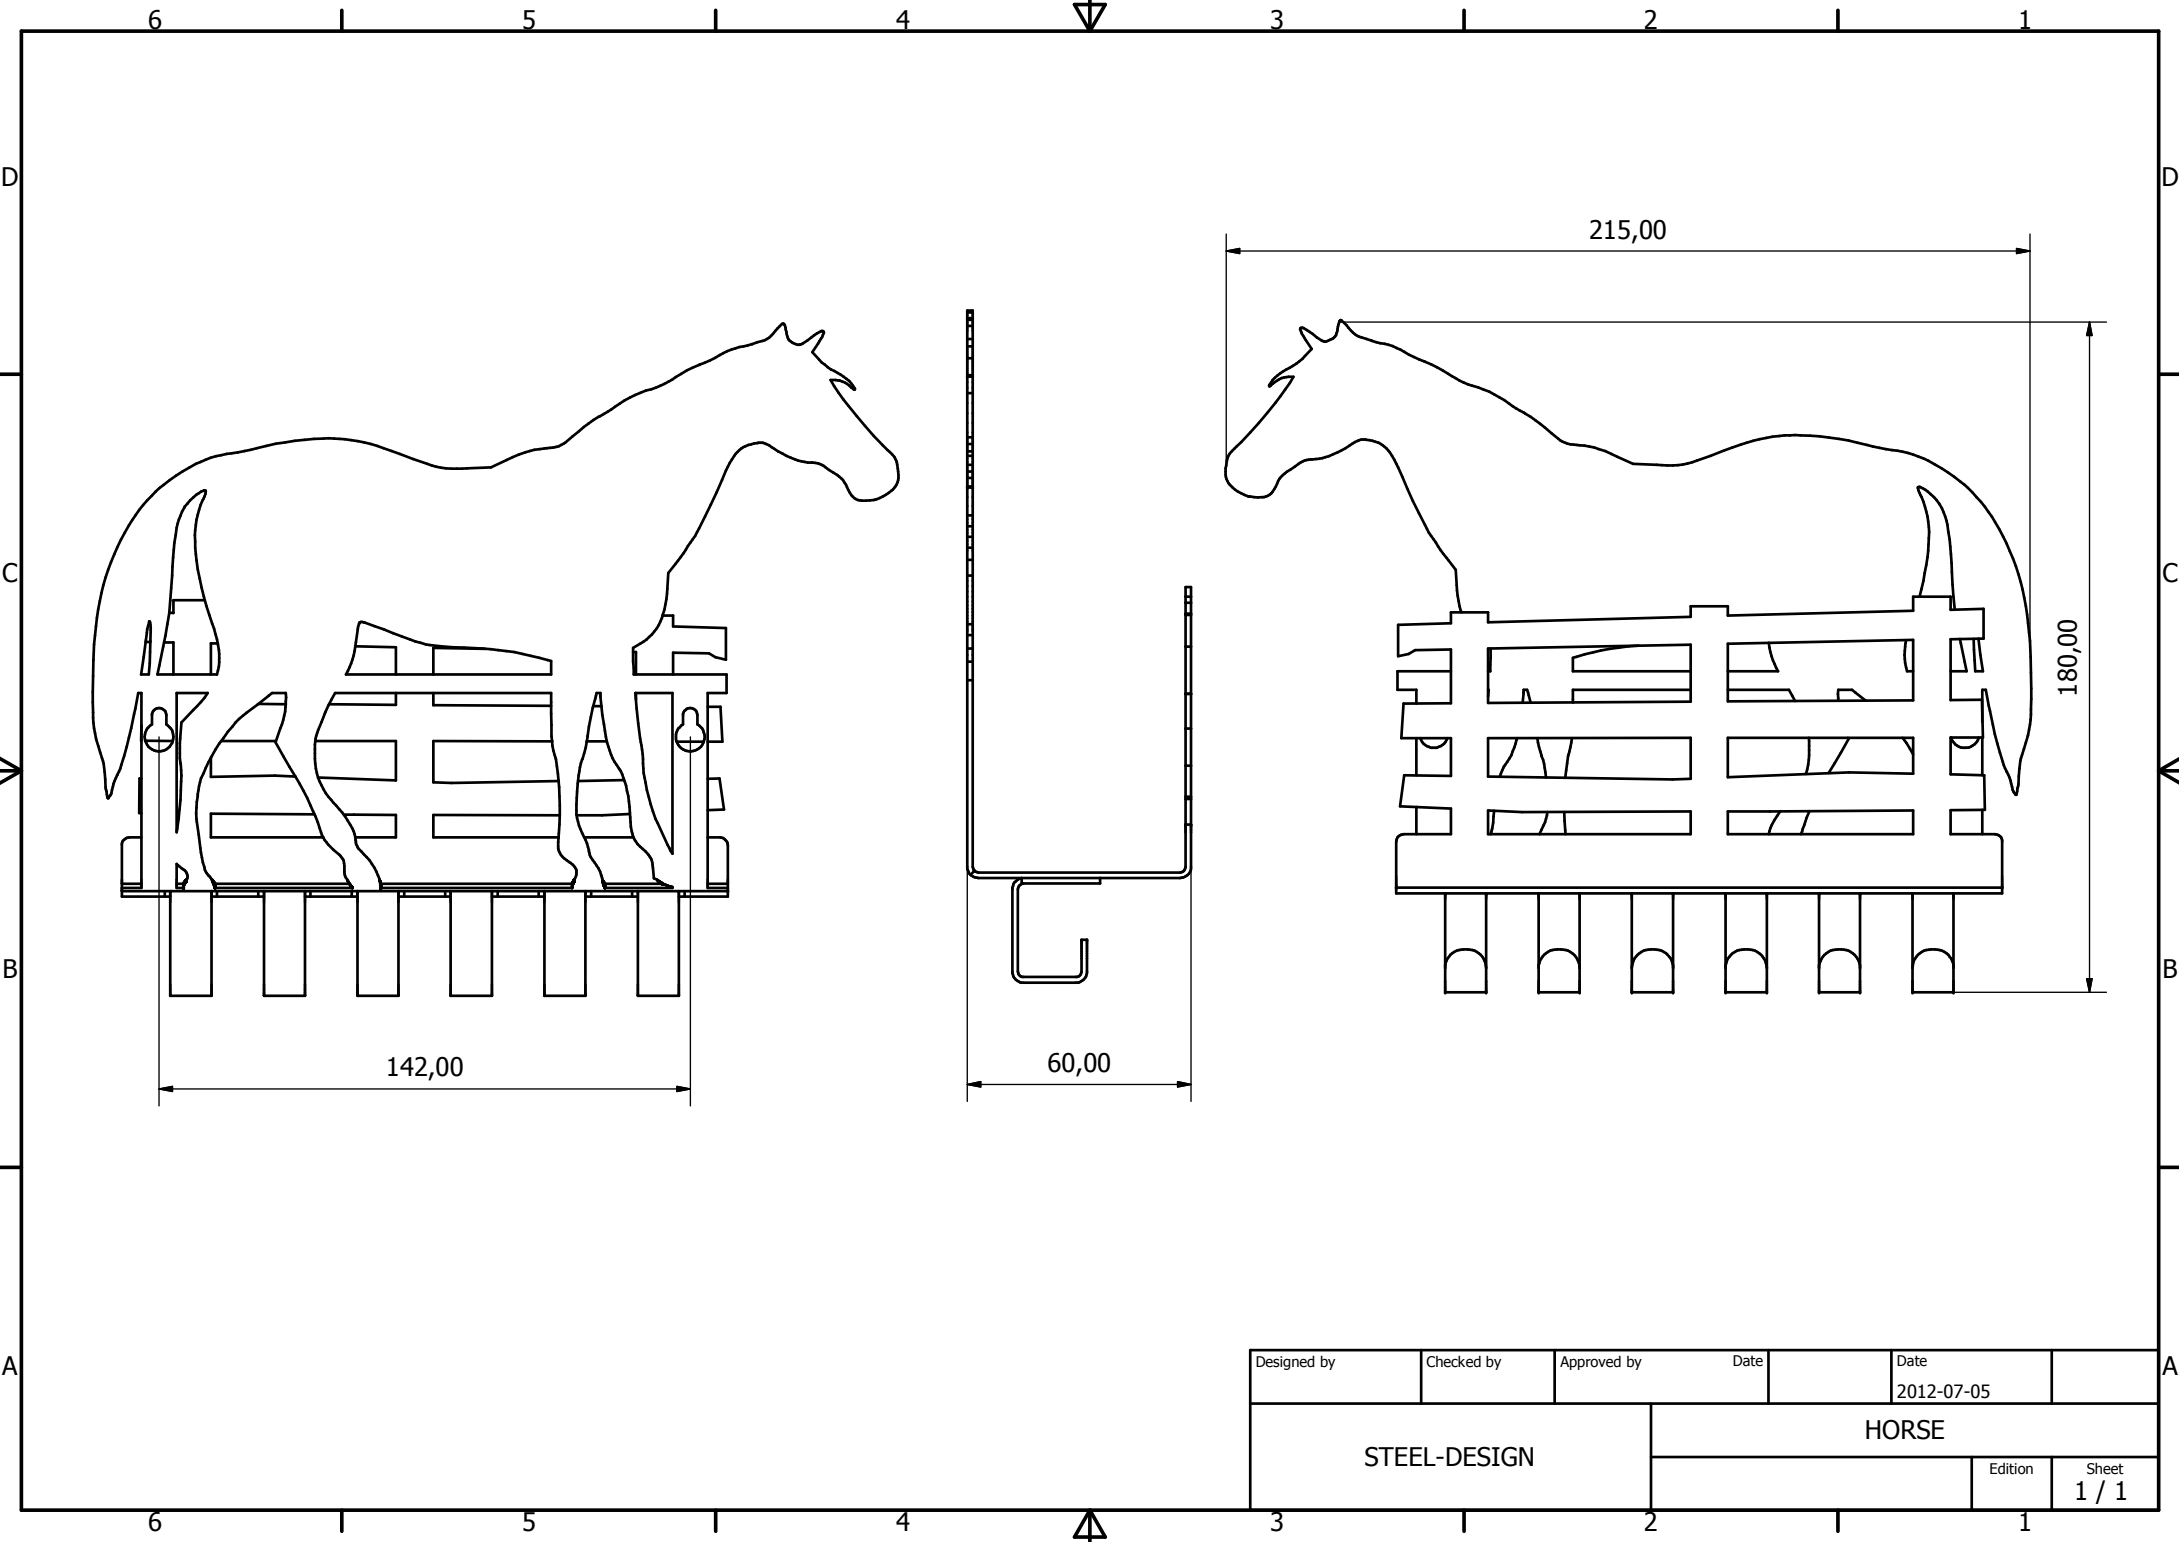 6 5 4 3 2 1
D D
215,00
C C
180,00
B B
142,00
60,00
A A
Designed by Checked by Approved by Date Date
2012-07-05
HORSE
STEEL-DESIGN
Edition Sheet
1 / 1
6 5 4 3 2 1